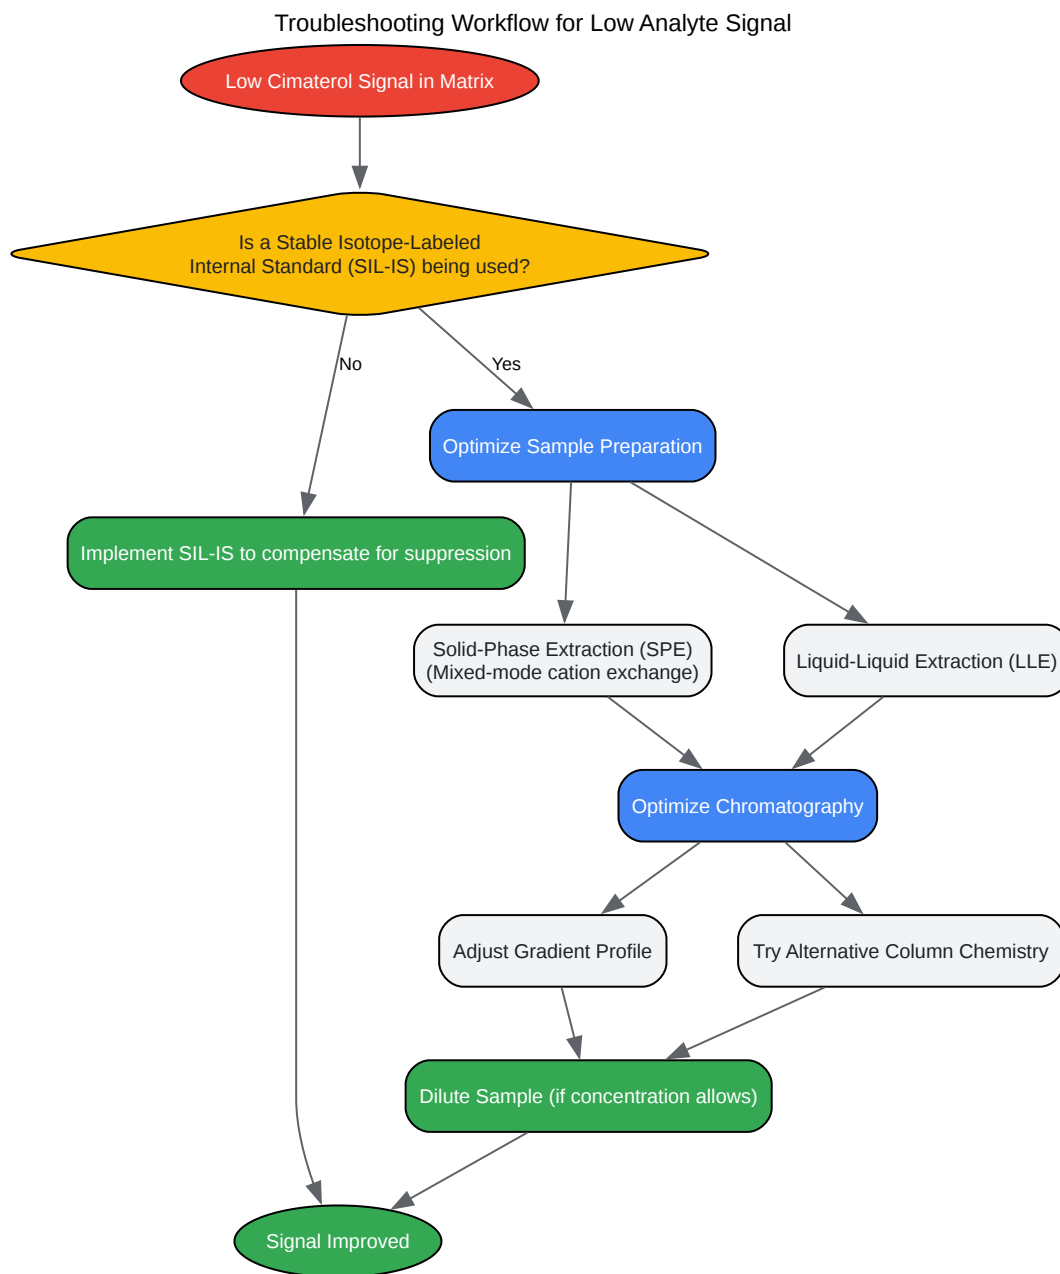 Troubleshooting Workflow for Low Analyte Signal
Low Cimaterol Signal in Matrix
Is a Stable Isotope-Labeled
Internal Standard (SIL-IS) being used?
No
Yes
Optimize Sample Preparation
Implement SIL-IS to compensate for suppression
Solid-Phase Extraction (SPE)
(Mixed-mode cation exchange)
Liquid-Liquid Extraction (LLE)
Optimize Chromatography
Adjust Gradient Profile
Try Alternative Column Chemistry
Dilute Sample (if concentration allows)
Signal Improved